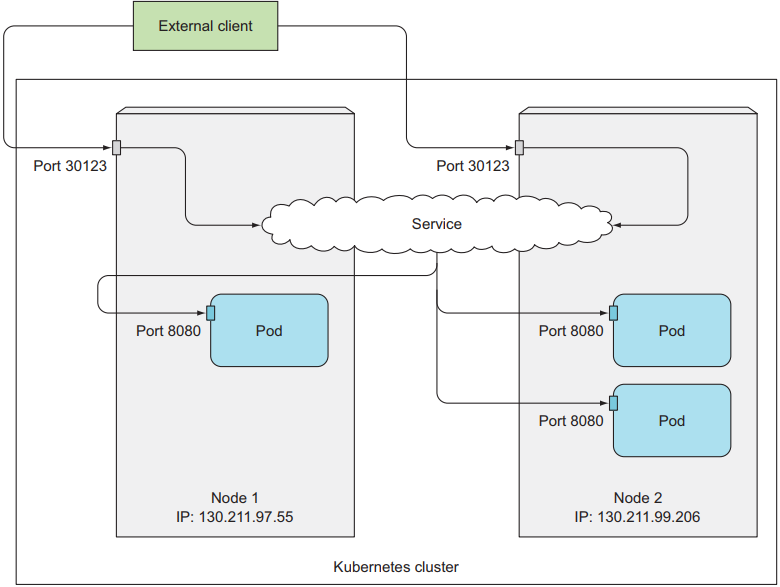 External client
Port 30123
Port 30123
Service
Port 8080
Pod
Port 8080
Pod
Port 8080
Pod
Node 1
IP: 130.211.97.55
Node 2
IP: 130.211.99.206
Kubernetes cluster